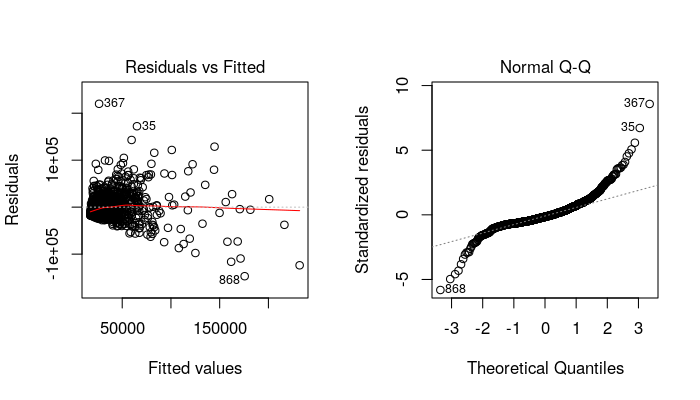 Residuals vs Fitted
Residuals
1e+05
-1e+05
367
35
868
50000
150000
Fitted values
Normal Q-Q
Standardized residuals
10
5
0
-5
367
35
868
-3 -2 -1 0 1 2 3
Theoretical Quantiles